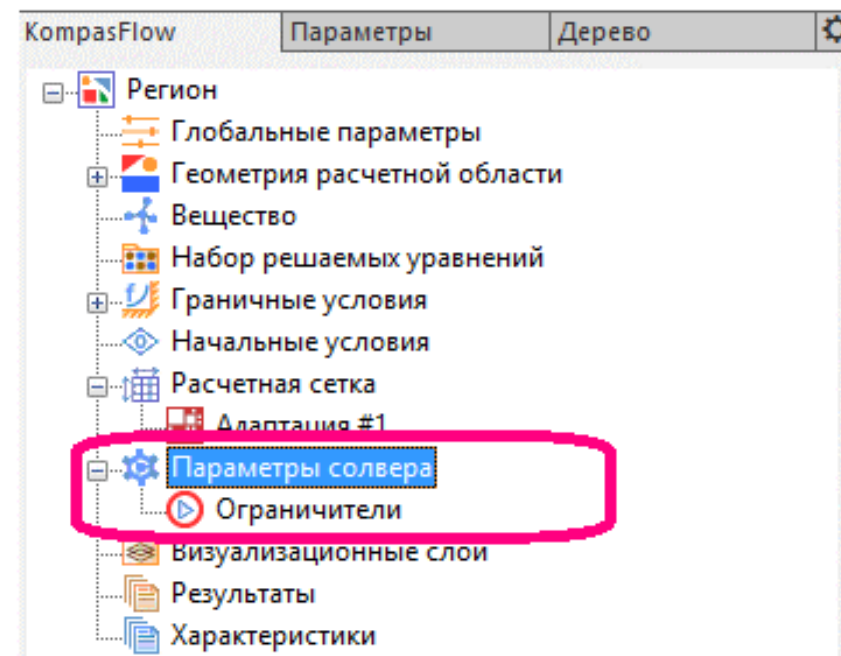 KompasFlow Параметры Дерево
Регион
Глобальные параметры
Геометрия расчетной области
Вещество
Набор решаемых уравнений
Граничные условия
Начальные условия
Расчетная сетка
Адаптация #1
Параметры солвера
Ограничители
Визуализационные слои
Результаты
Характеристики